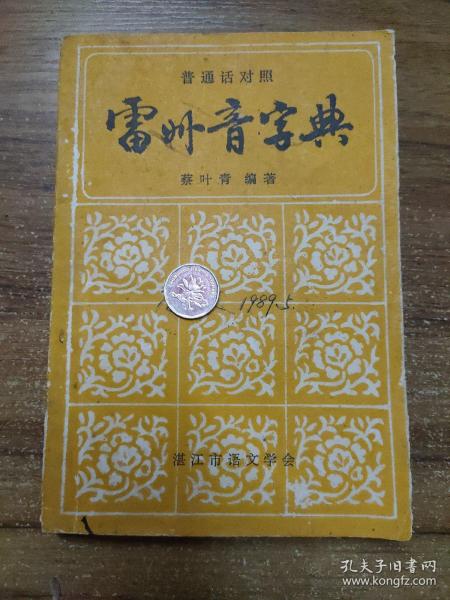 普通话对照
雷州音字典
蔡叶青 编著
1989.5.
湛江市语文学会
孔夫子旧书网
www.kongfz.com